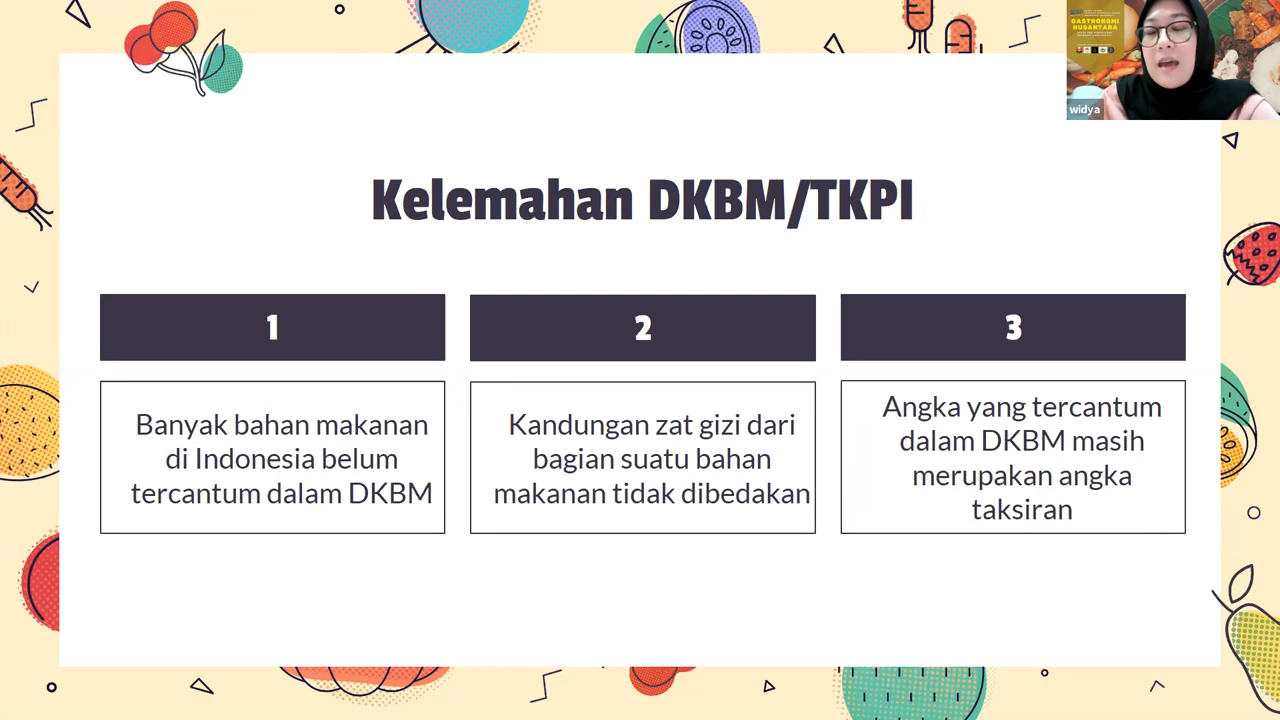 Kelemahan DKBM/TKPI
1
Banyak bahan makanan
di Indonesia belum
tercantum dalam DKBM
2
Kandungan zat gizi dari
bagian suatu bahan
makanan tidak dibedakan
3
Angka yang tercantum
dalam DKBM masih
merupakan angka
taksiran
GASTRONOMI
NUSANTARA
widya